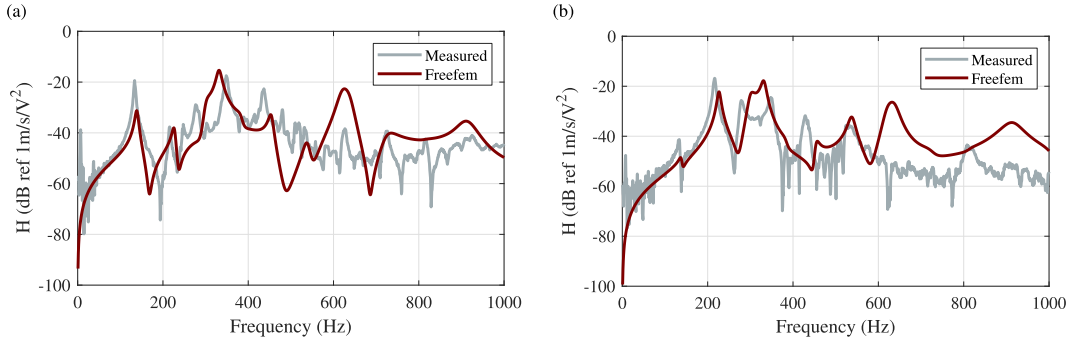 (a)
0
-20
-40
-60
-80
-100
H (dB ref 1m/s/V²)
Measured
Freefem
0 200 400 600 800 1000
Frequency (Hz)
(b)
0
-20
-40
-60
-80
-100
H (dB ref 1m/s/V²)
Measured
Freefem
0 200 400 600 800 1000
Frequency (Hz)